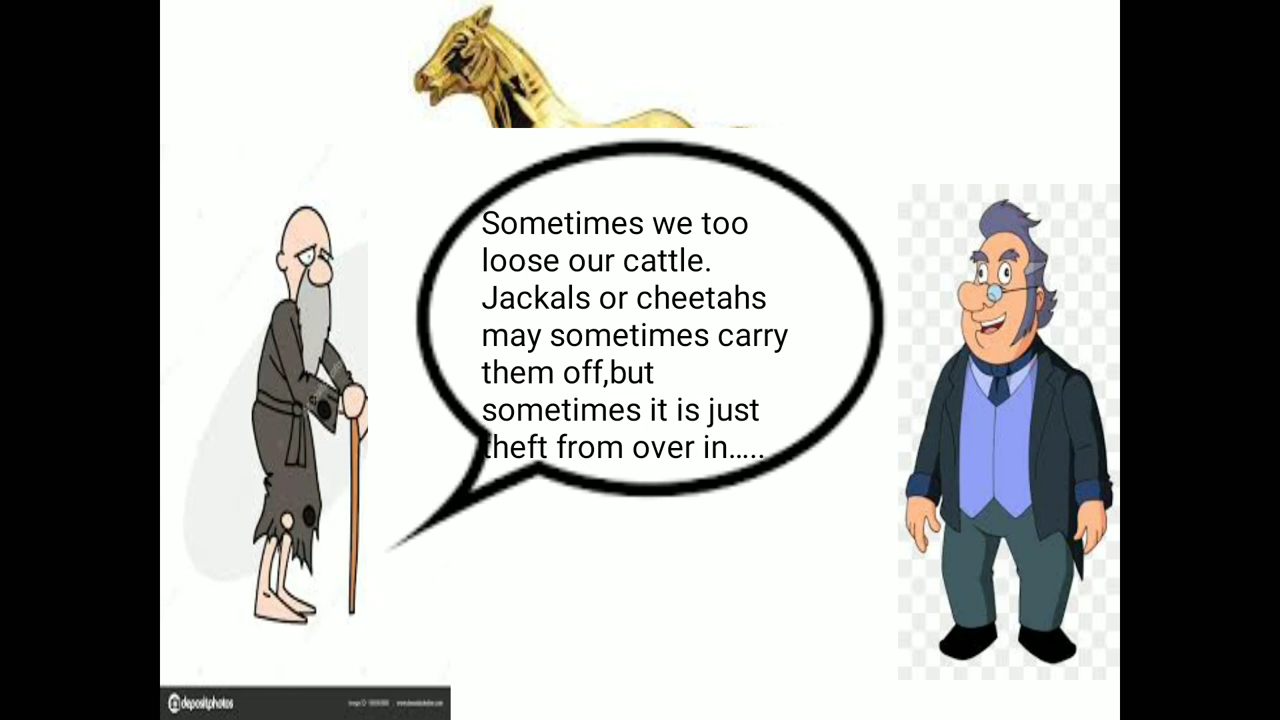 Sometimes we too
loose our cattle.
Jackals or cheetahs
may sometimes carry
them off,but
sometimes it is just
theft from over in.....
depositphotos